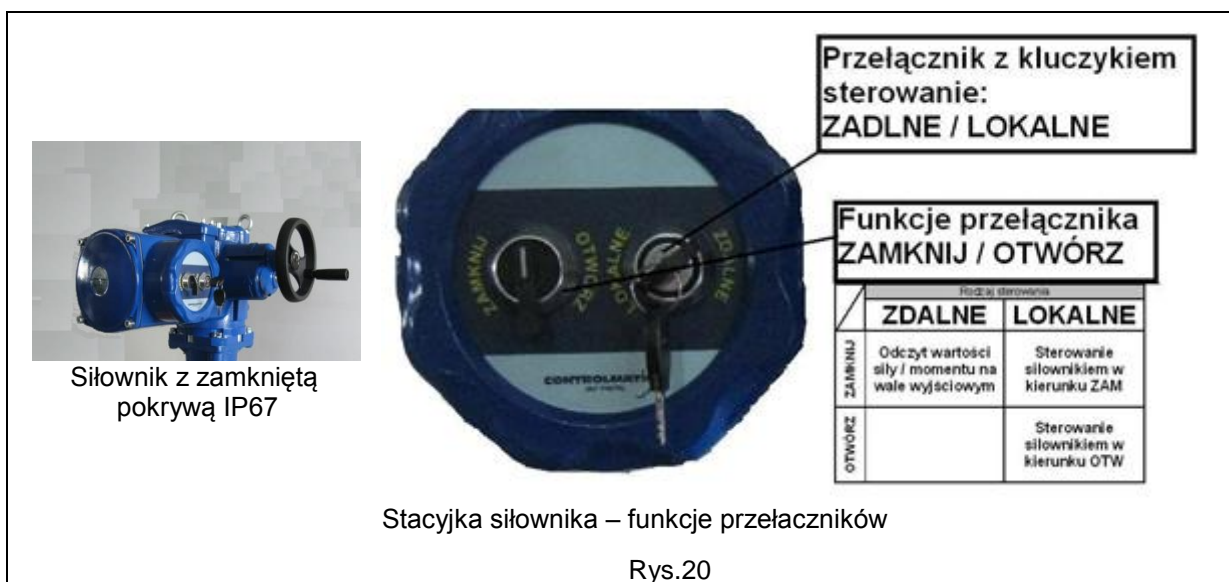 Przełącznik z kluczykiem
sterowanie:
ZADLNE / LOKALNE
Funkcje przełącznika
ZAMKNIJ / OTWÓRZ
Rodzaj sterowania
ZDALNE LOKALNE
ZAMKNIJ
Odczyt wartości
siły / momentu na
wale wyjściowym
Sterowanie
siłownikiem w
kierunku ZAM
OTWÓRZ
Sterowanie
siłownikiem w
kierunku OTW
ZAMKNIJ
OTWÓRZ
LOKALNE
ZDLNE
CONTROLMATICA
Siłownik z zamkniętą
pokrywą IP67
Stacyjka siłownika – funkcje przełaczników
Rys.20